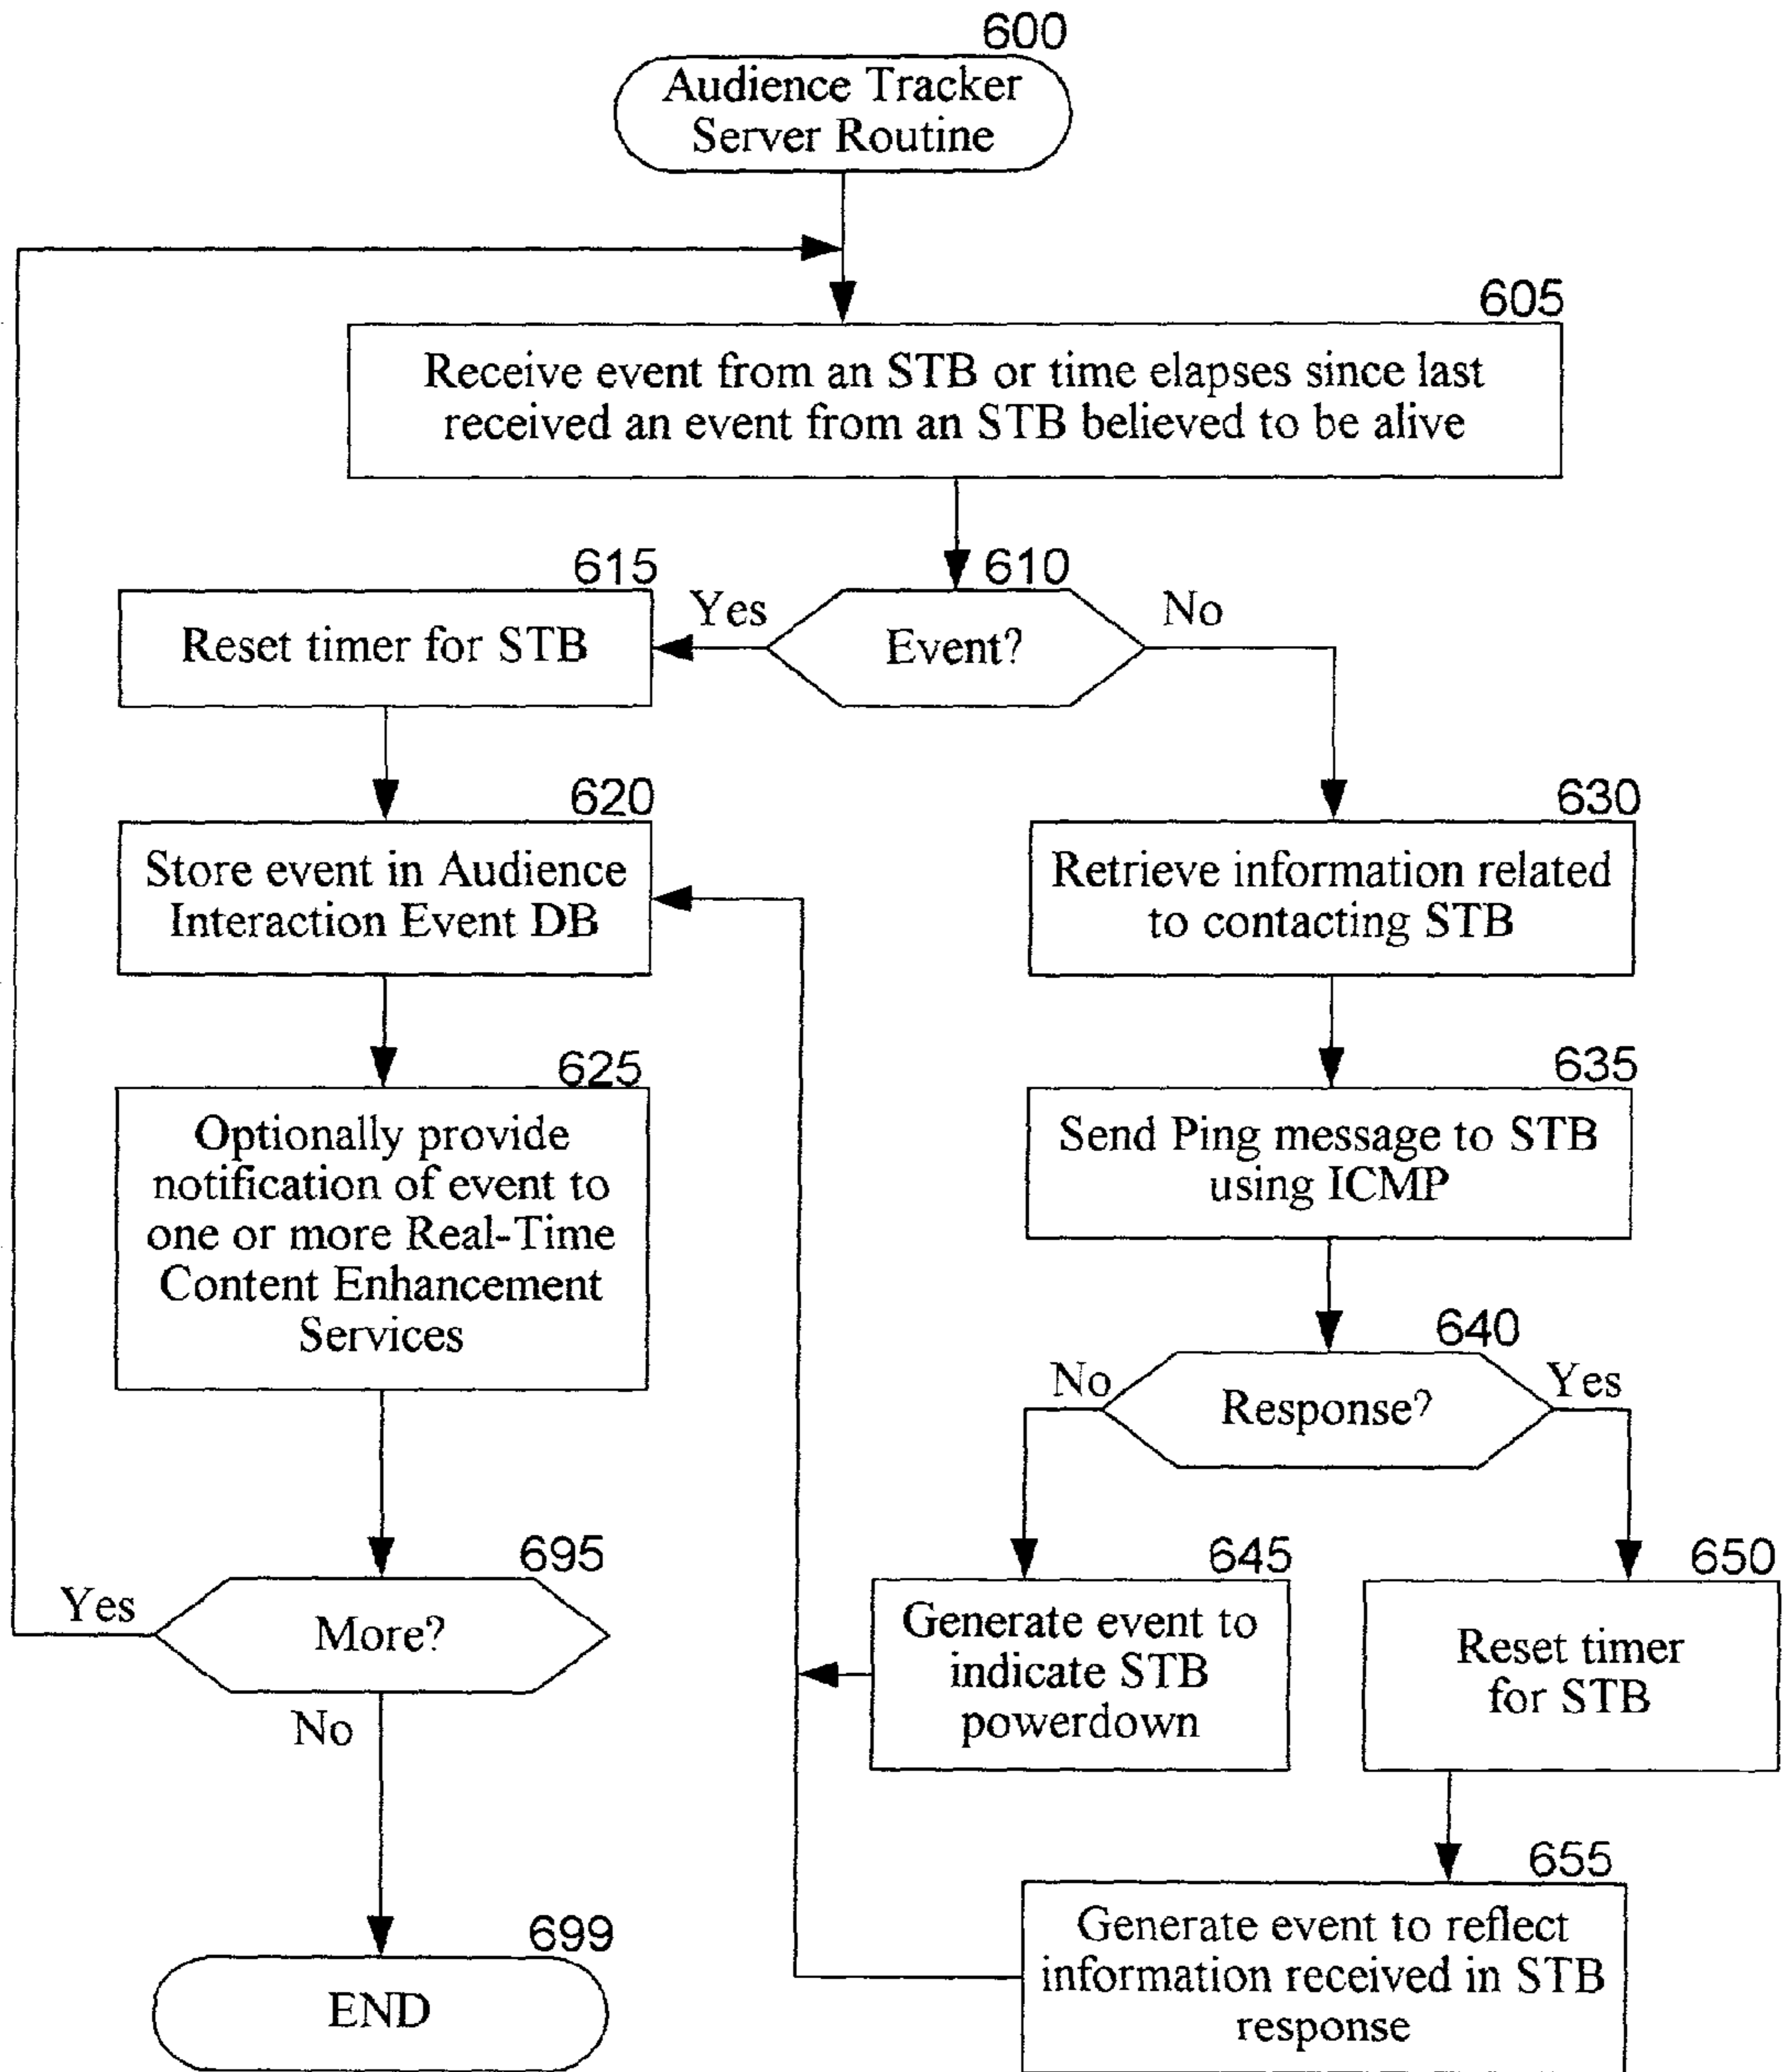 600
Audience Tracker
Server Routine
605
Receive event from an STB or time elapses since last
received an event from an STB believed to be alive
610
Event?
Yes
No
615
Reset timer for STB
620
Store event in Audience
Interaction Event DB
625
Optionally provide
notification of event to
one or more Real-Time
Content Enhancement
Services
630
Retrieve information related
to contacting STB
635
Send Ping message to STB
using ICMP
640
Response?
No
Yes
645
Generate event to
indicate STB
powerdown
650
Reset timer
for STB
655
Generate event to reflect
information received in STB
response
695
More?
Yes
No
699
END